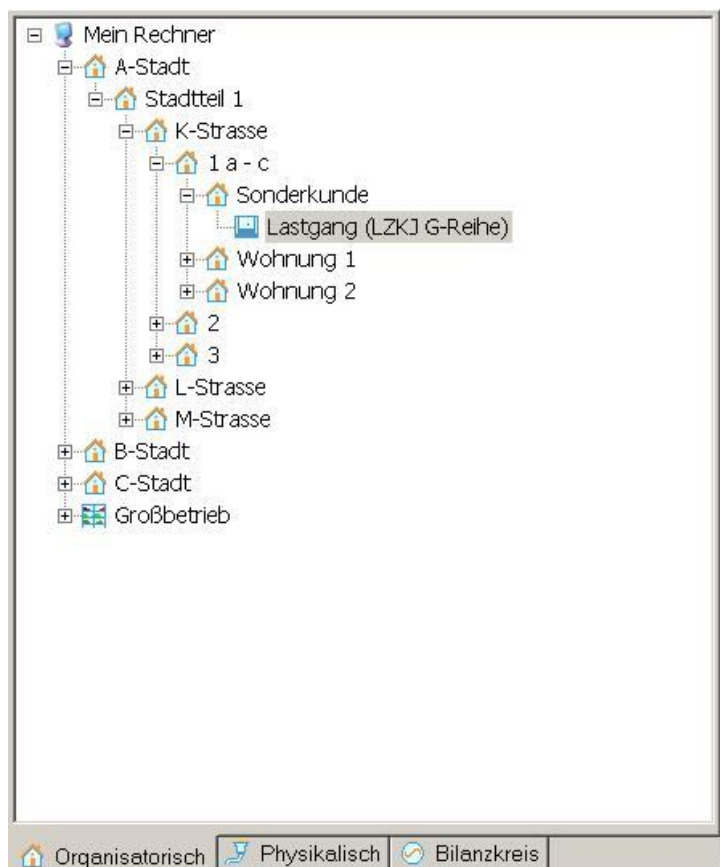 Mein Rechner
A-Stadt
Stadtteil 1
K-Strasse
1 a - c
Sonderkunde
Lastgang (LZKJ G-Reihe)
Wohnung 1
Wohnung 2
2
3
L-Strasse
M-Strasse
B-Stadt
C-Stadt
Großbetrieb
Organisatorisch Physikalisch Bilanzkreis